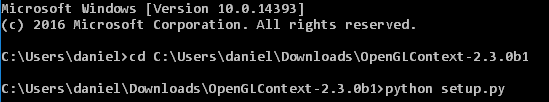 Microsoft Windows [Version 10.0.14393]
(c) 2016 Microsoft Corporation. All rights reserved.
C:\Users\daniel>cd C:\Users\daniel\Downloads\OpenGLContext-2.3.0b1
C:\Users\daniel\Downloads\OpenGLContext-2.3.0b1>python setup.py